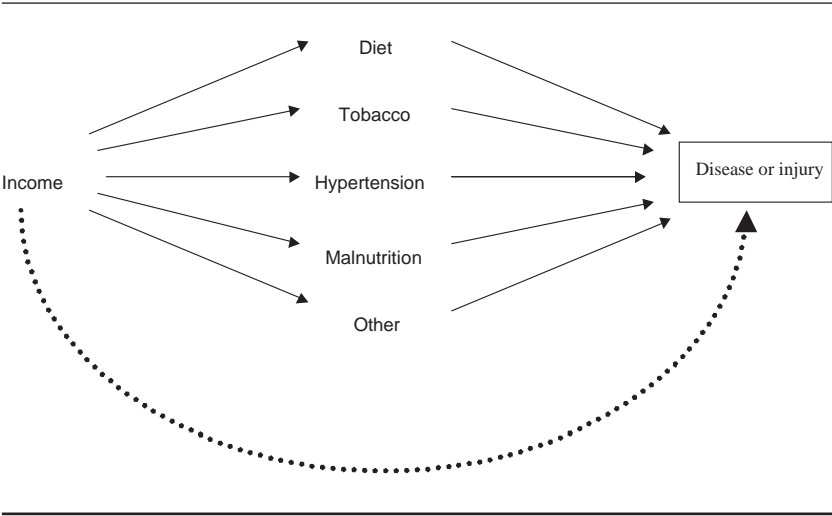 Diet
Tobacco
Income
Hypertension
Disease or injury
Malnutrition
Other